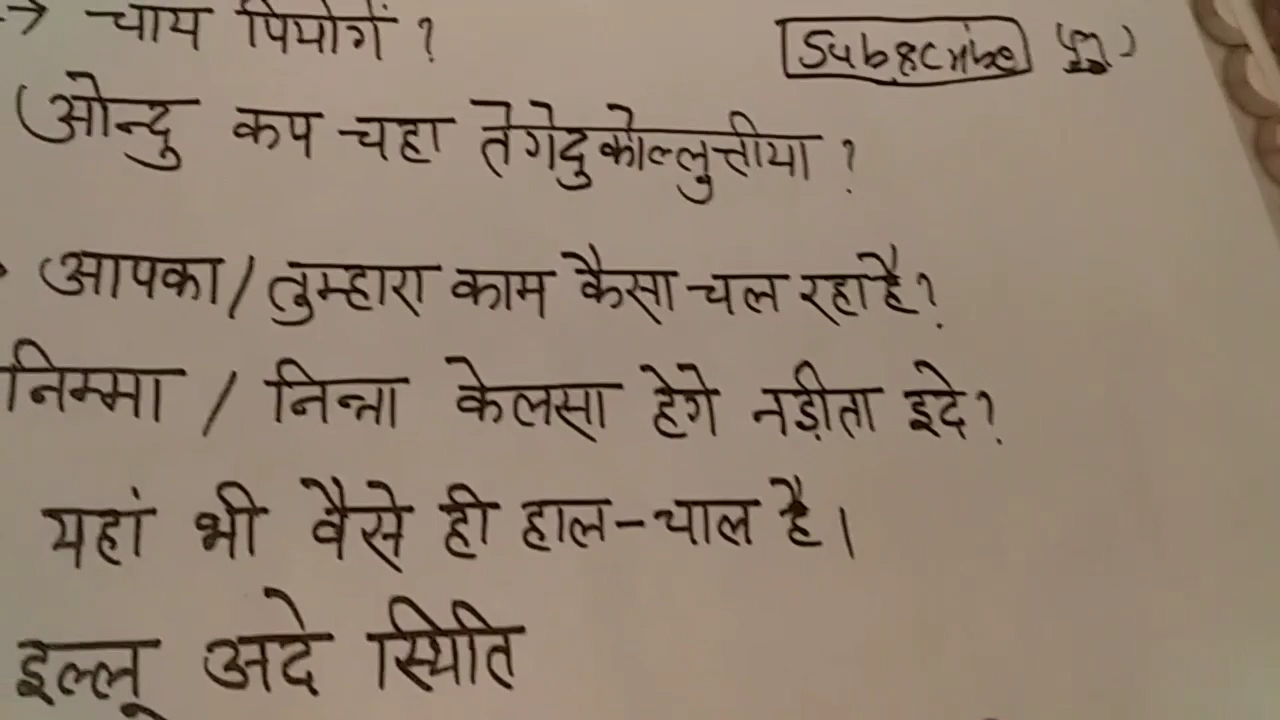 → चाय पियोगें ?
Subscribe
ओन्दु कप चहा तेगेदुकोल्लुत्तीया ?
आपका / तुम्हारा काम कैसा चल रहा है ?
निम्मा / निन्ना केलसा हेगे नड़ीता इदे ?
यहां भी वैसे ही हाल-चाल है।
इल्लू अदे स्थिति